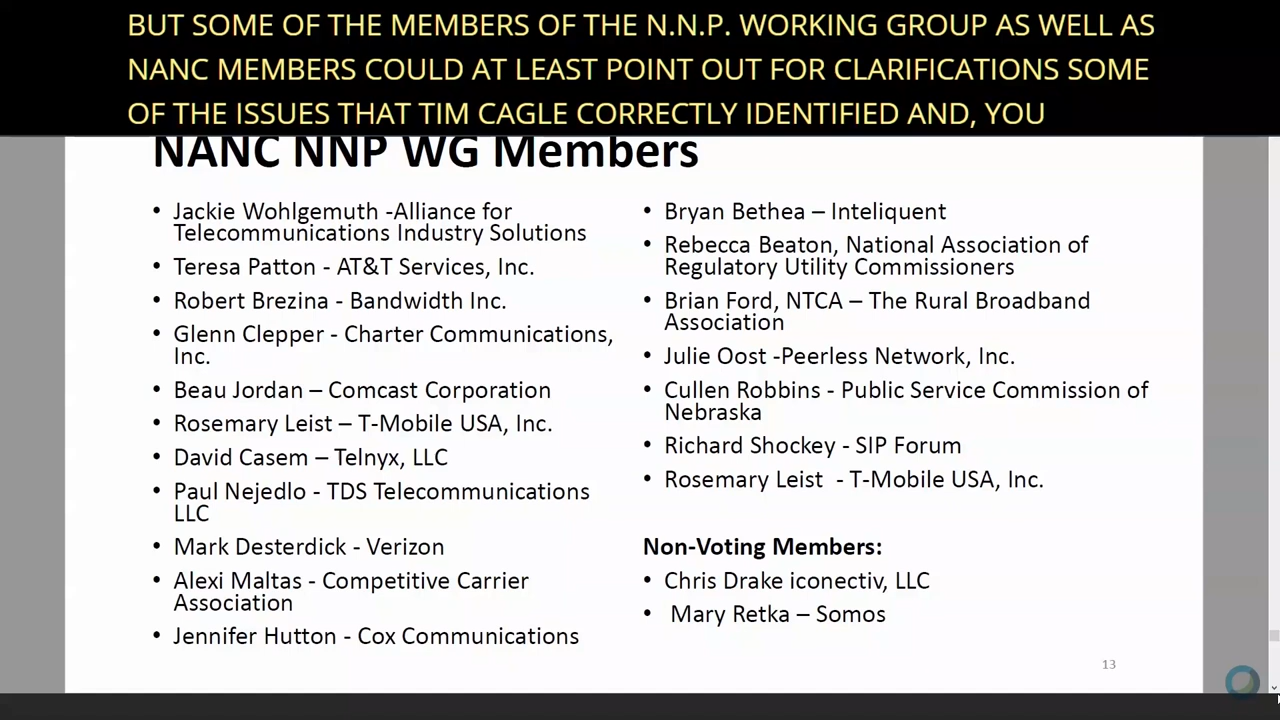 BUT SOME OF THE MEMBERS OF THE N.N.P. WORKING GROUP AS WELL AS
NANC MEMBERS COULD AT LEAST POINT OUT FOR CLARIFICATIONS SOME
OF THE ISSUES THAT TIM CAGLE CORRECTLY IDENTIFIED AND, YOU
NANC NNP WG Members
• Jackie Wohlgemuth -Alliance for
Telecommunications Industry Solutions
• Teresa Patton - AT&T Services, Inc.
• Robert Brezina - Bandwidth Inc.
• Glenn Clepper - Charter Communications,
Inc.
• Beau Jordan – Comcast Corporation
• Rosemary Leist – T-Mobile USA, Inc.
• David Casem – Telnyx, LLC
• Paul Nejedlo - TDS Telecommunications
LLC
• Mark Desterdick - Verizon
• Alexi Maltas - Competitive Carrier
Association
• Jennifer Hutton - Cox Communications
• Bryan Bethea – Inteliquent
• Rebecca Beaton, National Association of
Regulatory Utility Commissioners
• Brian Ford, NTCA – The Rural Broadband
Association
• Julie Oost -Peerless Network, Inc.
• Cullen Robbins - Public Service Commission of
Nebraska
• Richard Shockey - SIP Forum
• Rosemary Leist - T-Mobile USA, Inc.
Non-Voting Members:
• Chris Drake iconectiv, LLC
• Mary Retka – Somos
13